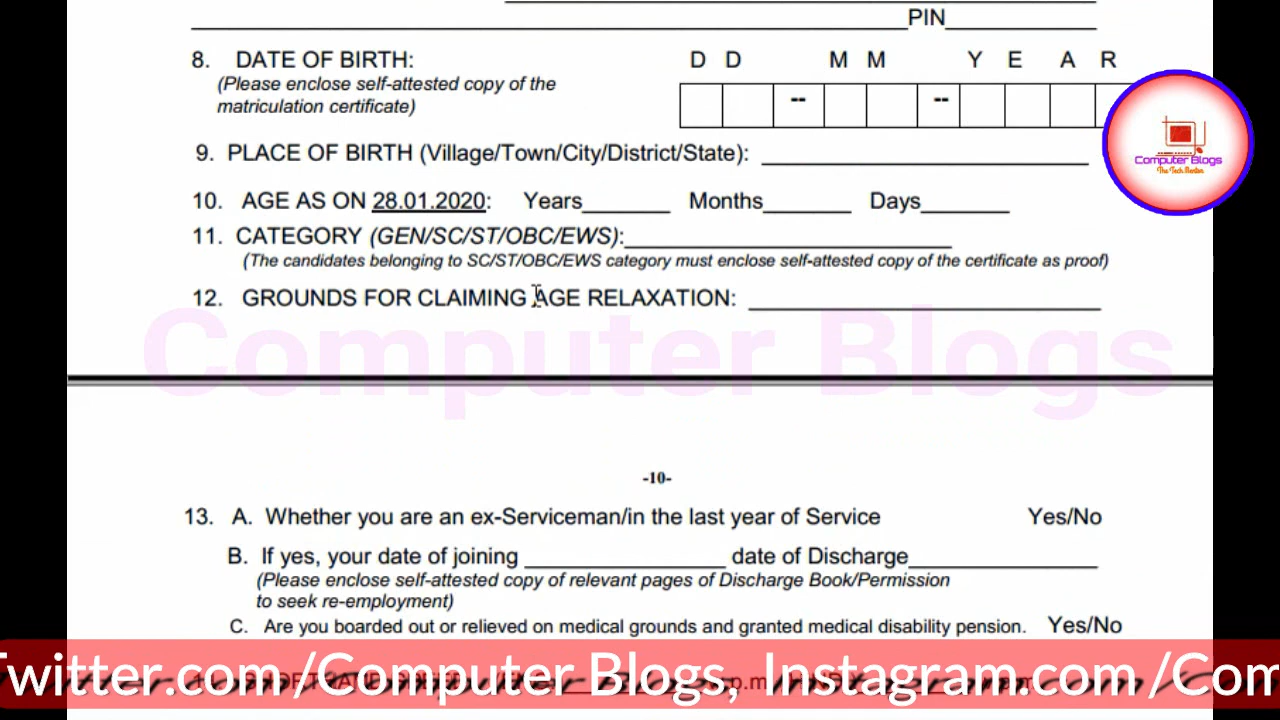 PIN
8. DATE OF BIRTH: D D M M Y E A R
(Please enclose self-attested copy of the
matriculation certificate)
-- --
Computer Blogs
The Tech Mentor
9. PLACE OF BIRTH (Village/Town/City/District/State):
10. AGE AS ON 28.01.2020: Years Months Days
11. CATEGORY (GEN/SC/ST/OBC/EWS):
(The candidates belonging to SC/ST/OBC/EWS category must enclose self-attested copy of the certificate as proof)
12. GROUNDS FOR CLAIMING AGE RELAXATION:
Computer Blogs
-10-
13. A. Whether you are an ex-Serviceman/in the last year of Service Yes/No
B. If yes, your date of joining date of Discharge
(Please enclose self-attested copy of relevant pages of Discharge Book/Permission
to seek re-employment)
C. Are you boarded out or relieved on medical grounds and granted medical disability pension. Yes/No
Twitter.com/Computer Blogs, Instagram.com/Com